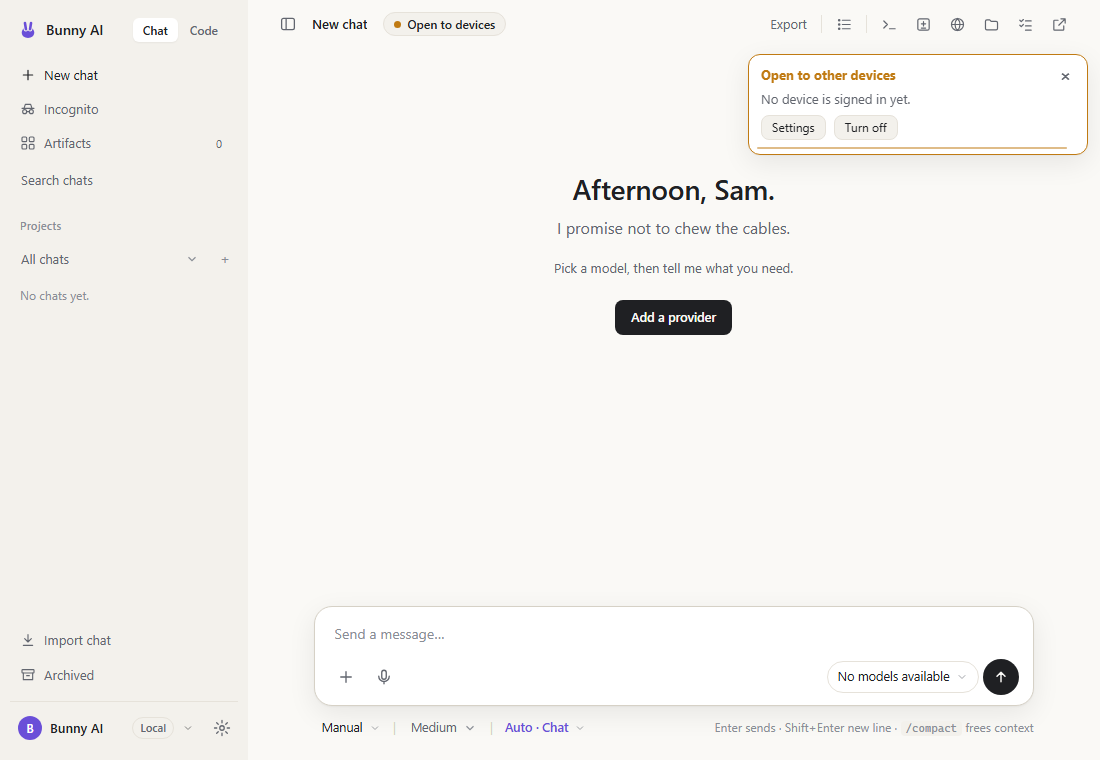 Bunny AI
Chat
Code
New chat
Incognito
Artifacts
0
Search chats
Projects
All chats
No chats yet.
Import chat
Archived
B
Bunny AI
Local
New chat
Open to devices
Export
Open to other devices
No device is signed in yet.
Settings
Turn off
Afternoon, Sam.
I promise not to chew the cables.
Pick a model, then tell me what you need.
Add a provider
Send a message...
No models available
Manual
Medium
Auto · Chat
Enter sends · Shift+Enter new line · /compact frees context